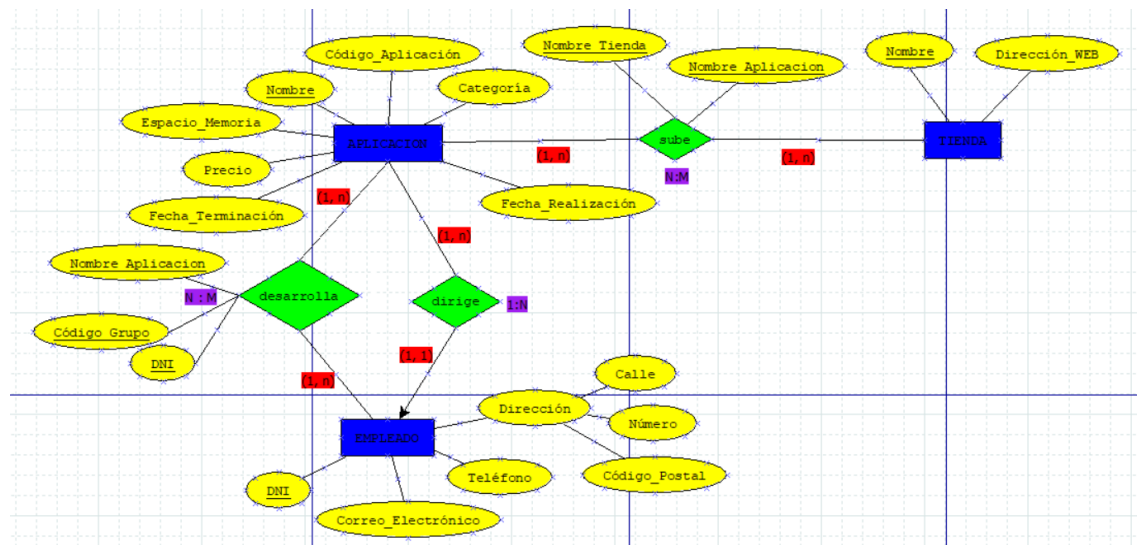 Código_Aplicación
Nombre Tienda
Nombre Aplicacion
Nombre
Dirección_WEB
Nombre
Categoría
Espacio_Memoria
APLICACION
sube
TIENDA
(1,n)
(1,n)
Precio
N:M
(1,n)
Fecha_Realización
Fecha_Terminación
(1,n)
Nombre Aplicacion
N:M
desarrolla
dirige
1:N
Código Grupo
DNI
(1,1)
(1,n)
Calle
Dirección
Número
EMPLEADO
Teléfono
Código_Postal
DNI
Correo_Electrónico